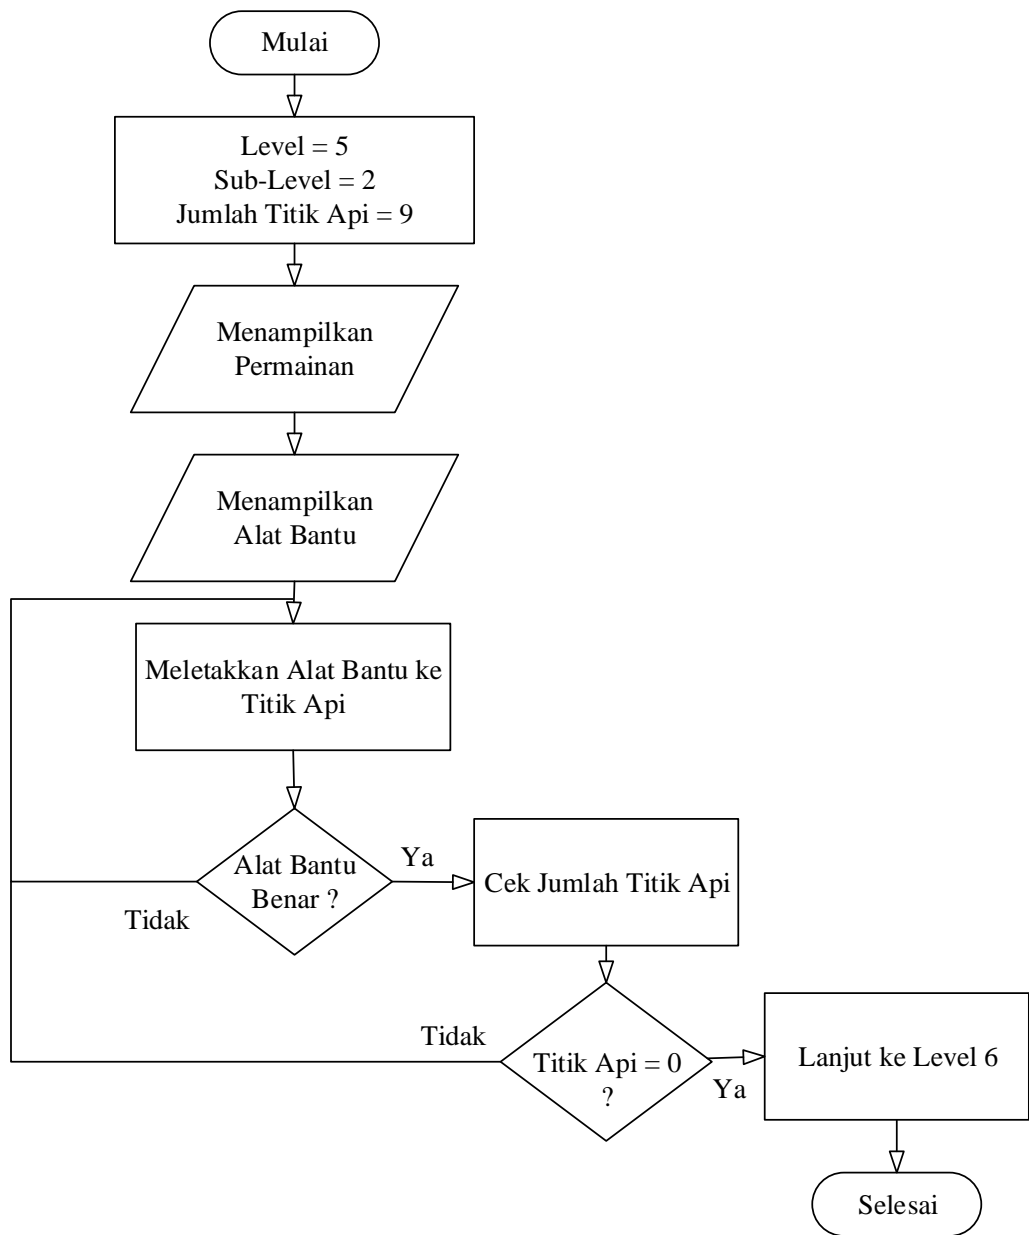 Mulai
Level = 5
Sub-Level = 2
Jumlah Titik Api = 9
Menampilkan
Permainan
Menampilkan
Alat Bantu
Meletakkan Alat Bantu ke
Titik Api
Alat Bantu
Benar ?
Ya
Tidak
Cek Jumlah Titik Api
Tidak
Titik Api = 0
?
Ya
Lanjut ke Level 6
Selesai